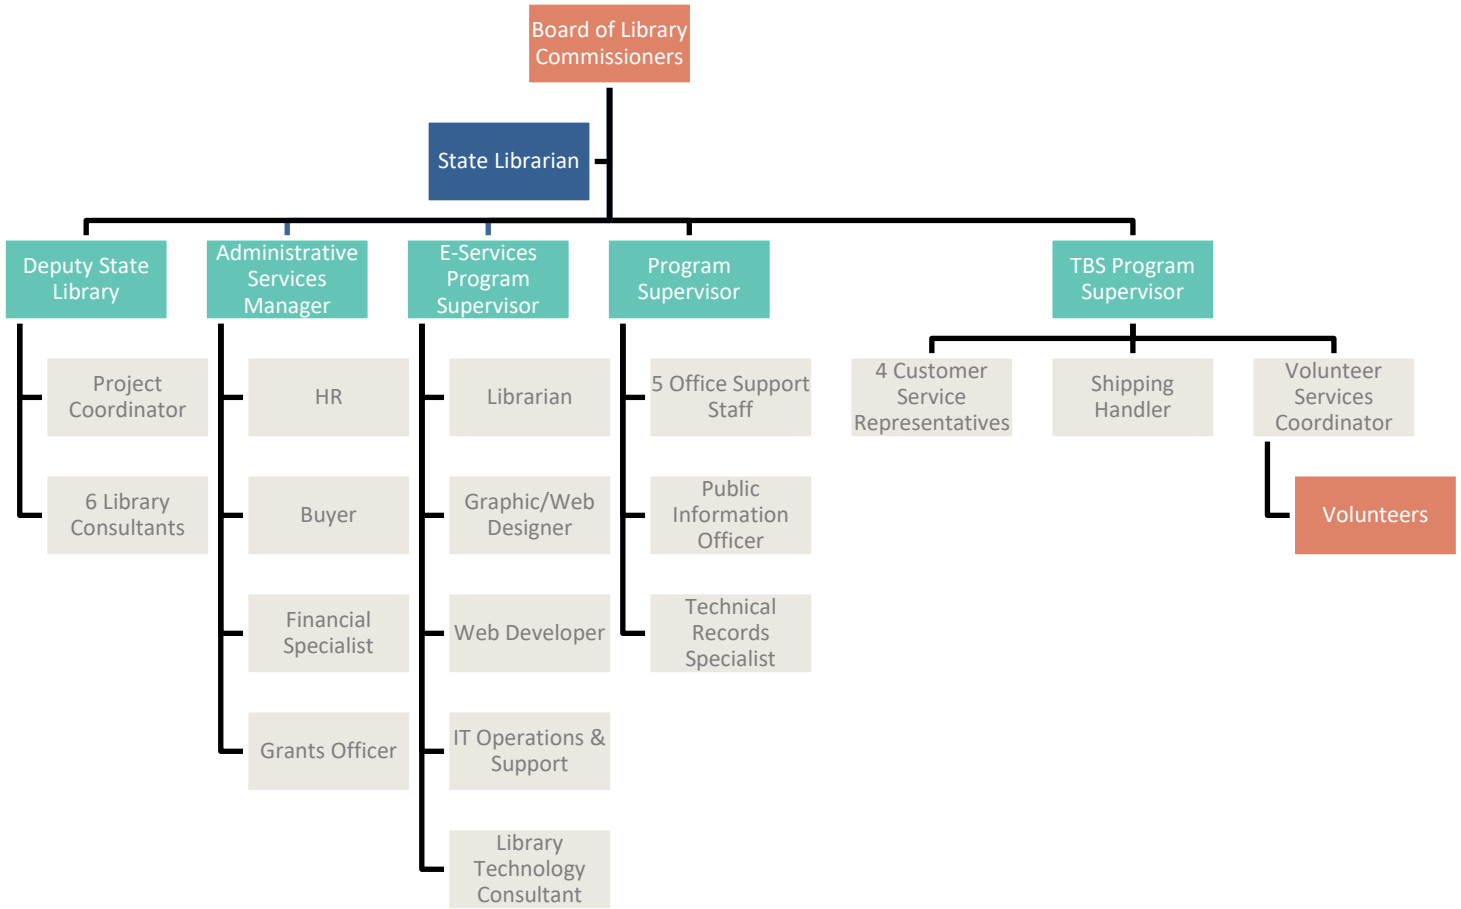 Board of Library
Commissioners
State Librarian
Deputy State
Library
Administrative
Services
Manager
E-Services
Program
Supervisor
Program
Supervisor
TBS Program
Supervisor
Project
Coordinator
HR
Librarian
5 Office Support
Staff
4 Customer
Service
Representatives
Shipping
Handler
Volunteer
Services
Coordinator
6 Library
Consultants
Buyer
Graphic/Web
Designer
Public
Information
Officer
Volunteers
Financial
Specialist
Web Developer
Technical
Records
Specialist
Grants Officer
IT Operations &
Support
Library
Technology
Consultant